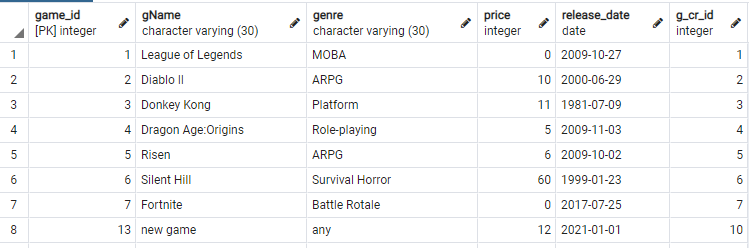 game_id gName genre price release_date g_cr_id
[PK] integer character varying (30) character varying (30) integer date integer
1 1 League of Legends MOBA 0 2009-10-27 1
2 2 Diablo II ARPG 10 2000-06-29 2
3 3 Donkey Kong Platform 11 1981-07-09 3
4 4 Dragon Age:Origins Role-playing 5 2009-11-03 4
5 5 Risen ARPG 6 2009-10-02 5
6 6 Silent Hill Survival Horror 60 1999-01-23 6
7 7 Fortnite Battle Rotale 0 2017-07-25 7
8 13 new game any 12 2021-01-01 10